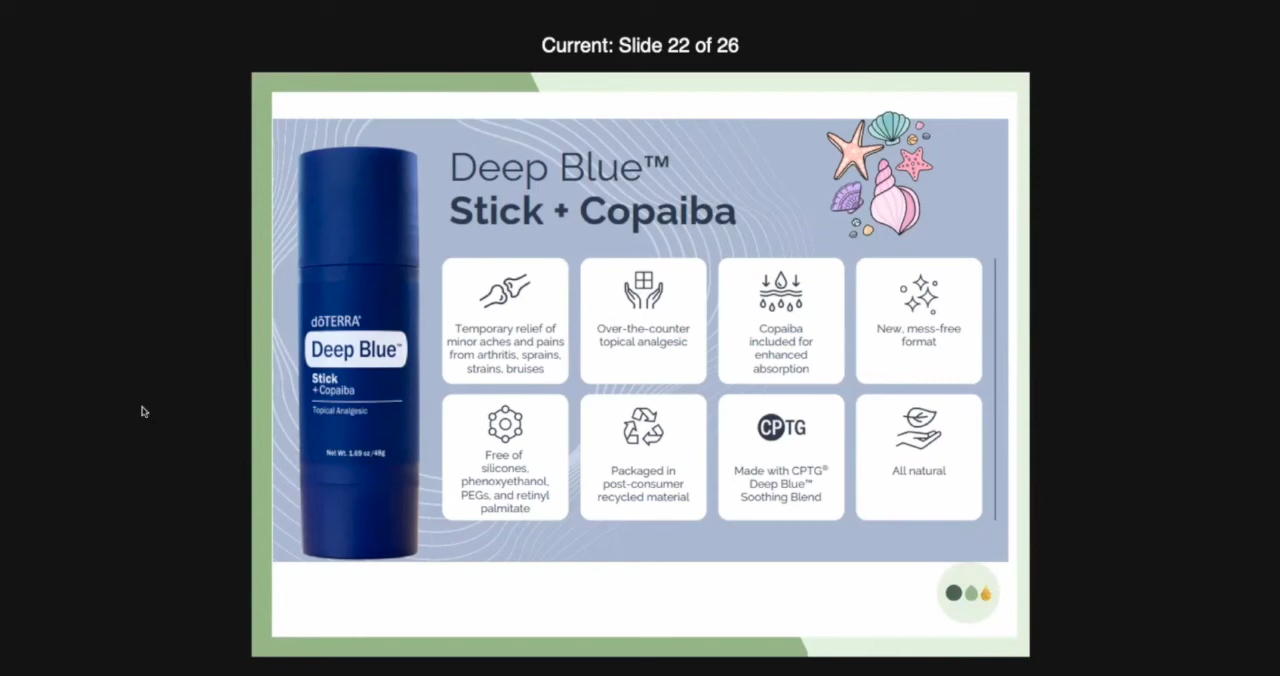 Current: Slide 22 of 26
Deep Blue™
Stick + Copaiba
dōTERRA®
Deep Blue™
Stick
+ Copaiba
Topical Analgesic
Net Wt. 1.69 oz/48g
Temporary relief of
minor aches and pains
from arthritis, sprains,
strains, bruises
Over-the-counter
topical analgesic
Copaiba
included for
enhanced
absorption
New, mess-free
format
Free of
silicones,
phenoxyethanol,
PEGs, and retinyl
palmitate
Packaged in
post-consumer
recycled material
CPTG
Made with CPTG®
Deep Blue™
Soothing Blend
All natural